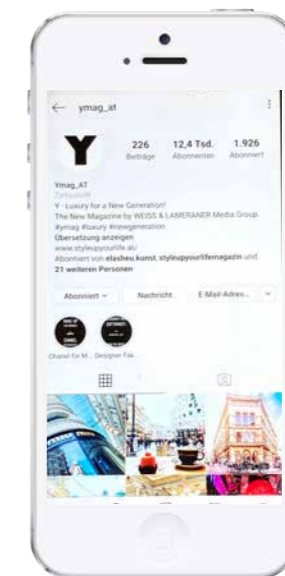 ymag_at
Y
226 12,4 Tsd. 1.926
Beiträge Abonnenten Abonniert
Ymag_AT
Zeitschrift
Y - Luxury for a New Generation!
The New Magazine by WEISS & LAMERANER Media Group.
#ymag #luxury #newgeneration
Übersetzung anzeigen
www.styleupyourlife.at/
Abonniert von elasheu.kunst, styleupyourlifemagazin und
21 weiteren Personen
Abonniert Nachricht E-Mail-Adres...
Chanel for M... Designer Fak...